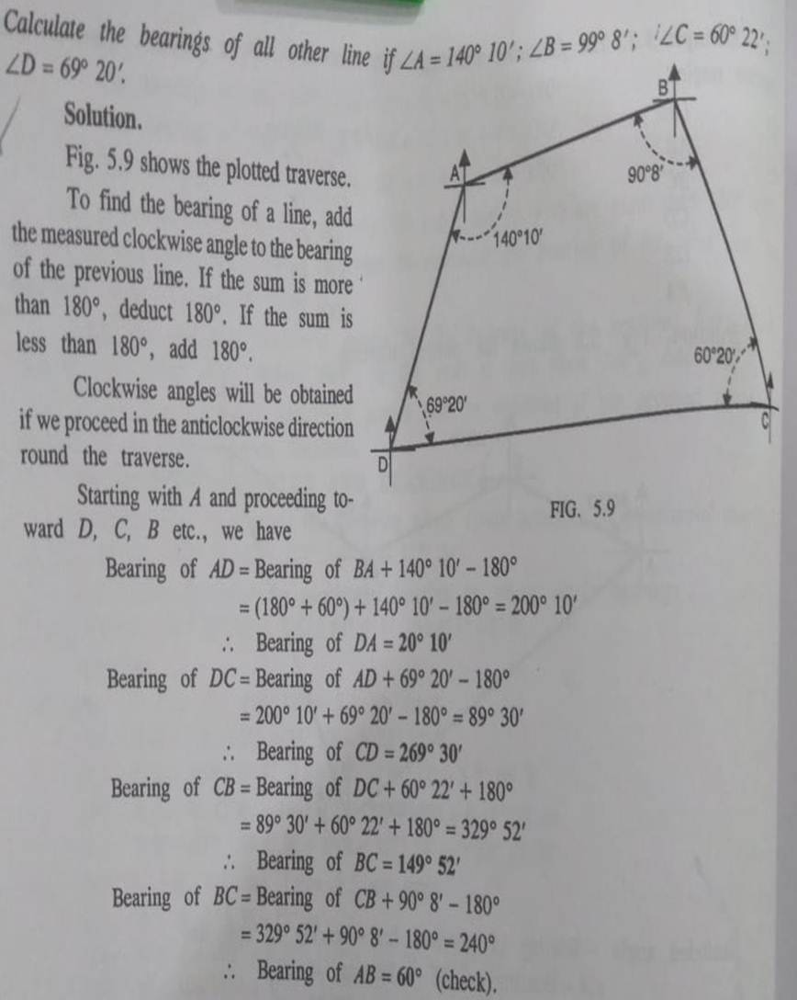 Calculate the bearings of all other line if ∠A = 140° 10′; ∠B = 99° 8′; ∠C = 60° 22′;
∠D = 69° 20′.
Solution.
Fig. 5.9 shows the plotted traverse.
To find the bearing of a line, add
the measured clockwise angle to the bearing
of the previous line. If the sum is more
than 180°, deduct 180°. If the sum is
less than 180°, add 180°.
Clockwise angles will be obtained
if we proceed in the anticlockwise direction
round the traverse.
Starting with A and proceeding to-
ward D, C, B etc., we have
B
A
90°8′
140°10′
60°20′
69°20′
C
D
FIG. 5.9
Bearing of AD = Bearing of BA + 140° 10′ – 180°
= (180° + 60°) + 140° 10′ – 180° = 200° 10′
∴ Bearing of DA = 20° 10′
Bearing of DC = Bearing of AD + 69° 20′ – 180°
= 200° 10′ + 69° 20′ – 180° = 89° 30′
∴ Bearing of CD = 269° 30′
Bearing of CB = Bearing of DC + 60° 22′ + 180°
= 89° 30′ + 60° 22′ + 180° = 329° 52′
∴ Bearing of BC = 149° 52′
Bearing of BC = Bearing of CB + 90° 8′ – 180°
= 329° 52′ + 90° 8′ – 180° = 240°
∴ Bearing of AB = 60° (check).